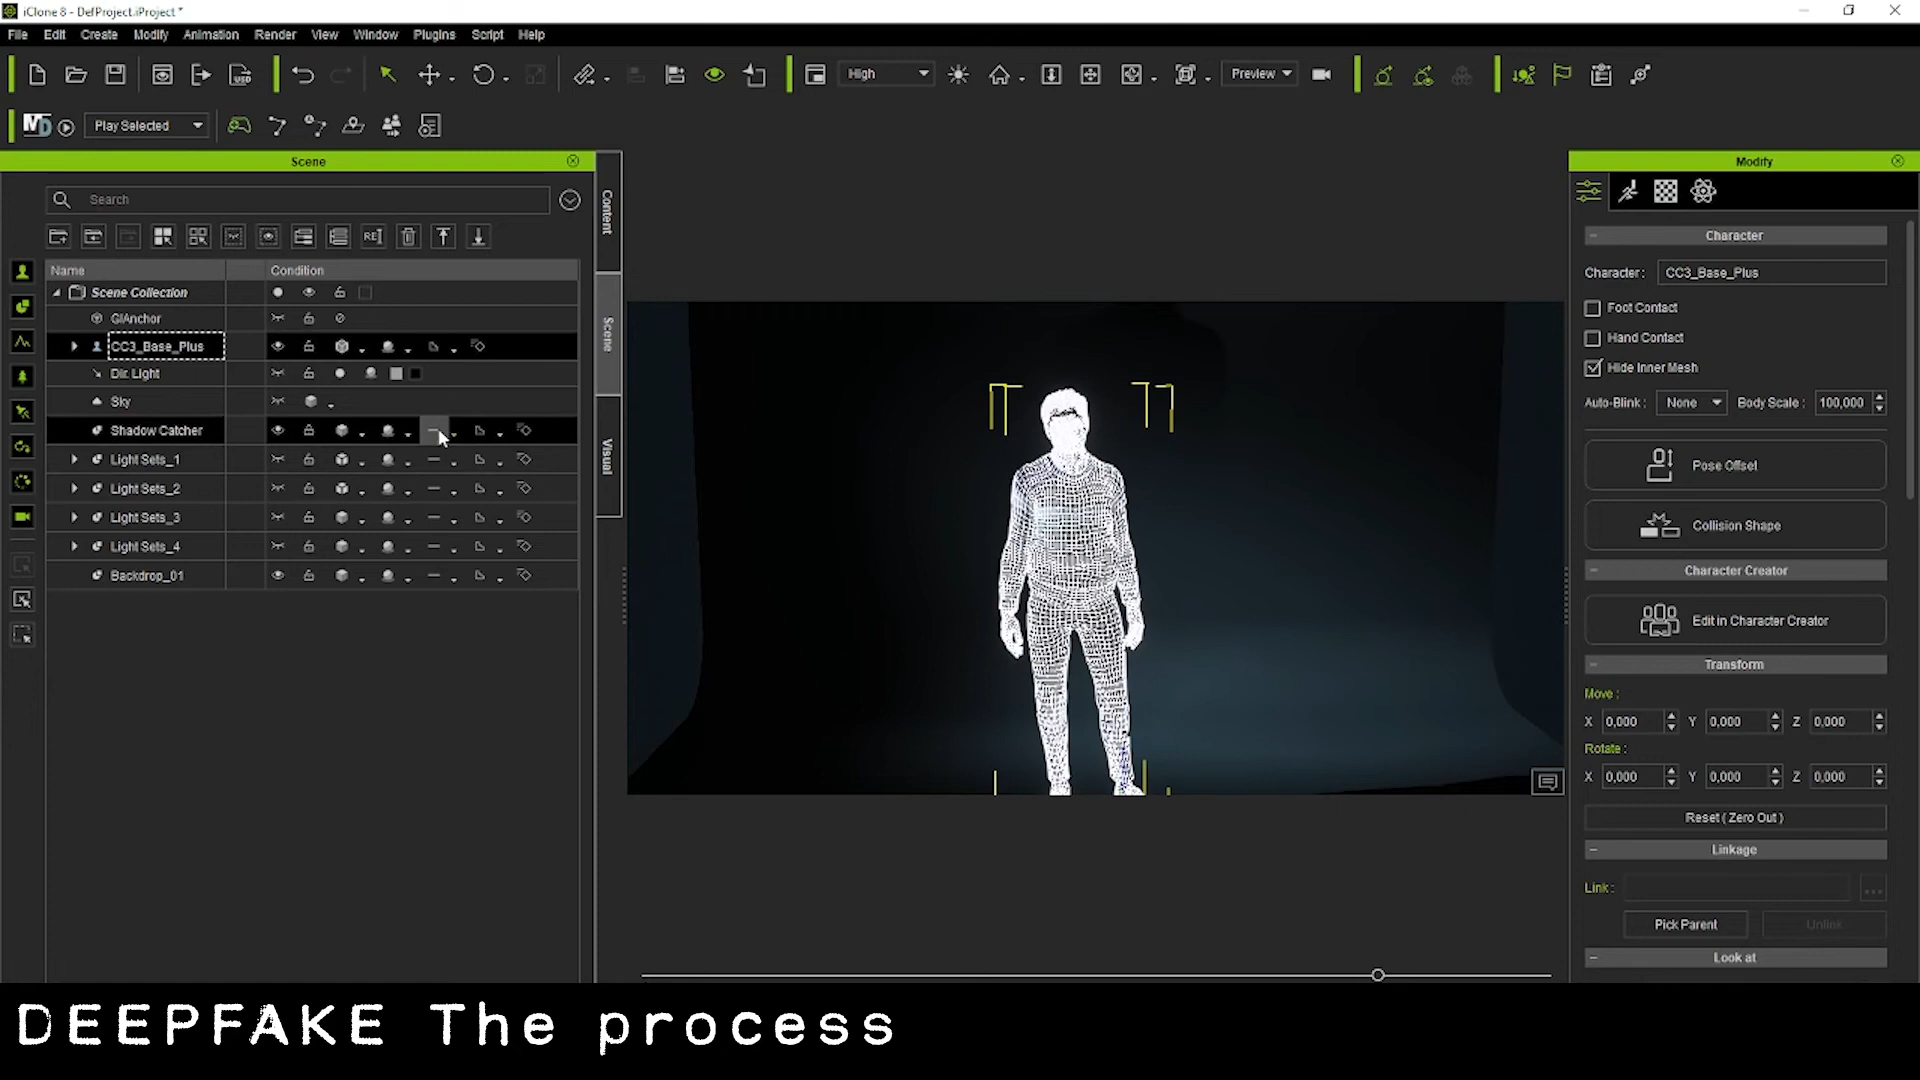 iClone 8 - DefProject.iProject *
File Edit Create Modify Animation Render View Window Plugins Script Help
USD
High
Preview
MD
Play Selected
Scene
Search
REI
Name Condition
Scene Collection
GIAnchor
CC3_Base_Plus
Dir. Light
Sky
Shadow Catcher
Light Sets_1
Light Sets_2
Light Sets_3
Light Sets_4
Backdrop_01
Content
Scene
Visual
Modify
Character
Character : CC3_Base_Plus
Foot Contact
Hand Contact
Hide Inner Mesh
Auto-Blink : None Body Scale : 100,000
Pose Offset
Collision Shape
Character Creator
Edit in Character Creator
Transform
Move :
X 0,000 Y 0,000 Z 0,000
Rotate :
X 0,000 Y 0,000 Z 0,000
Reset ( Zero Out )
Linkage
Link : ...
Pick Parent Unlink
Look at
DEEPFAKE The process